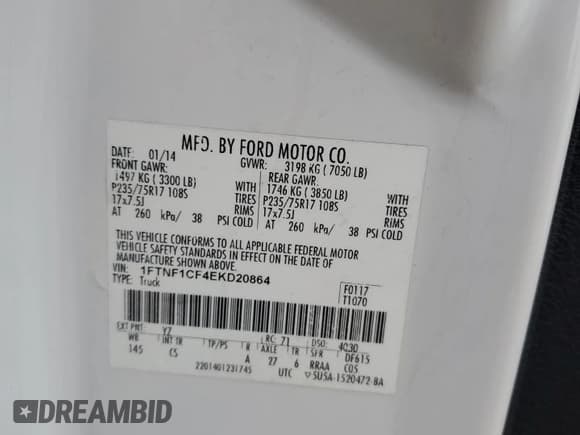 MFD. BY FORD MOTOR CO.
DATE: 01/14 GVWR: 3198 KG ( 7050 LB)
FRONT GAWR: REAR GAWR:
1497 KG ( 3300 LB) WITH 1746 KG ( 3850 LB) WITH
P235/75R17 108S TIRES P235/75R17 108S TIRES
17x7.5J RIMS 17x7.5J RIMS
AT 260 kPa/ 38 PSI COLD AT 260 kPa/ 38 PSI COLD
THIS VEHICLE CONFORMS TO ALL APPLICABLE FEDERAL MOTOR
VEHICLE SAFETY STANDARDS IN EFFECT ON THE DATE OF
MANUFACTURE SHOWN ABOVE.
VIN: 1FTNF1CF4EKD20864 F0117
TYPE: Truck T1070
EXT PNT: YZ RC: 71 DSO: 4030
WB INT TR TP/PS R AXLE TR SFR DF615
145 CS A 27 6 RRAA C05
2201401231745 UTC ▽5U5A-1520472-BA
DREAMBID